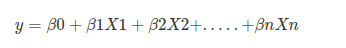 y = β0 + β1X1 + β2X2+.....+βnXn